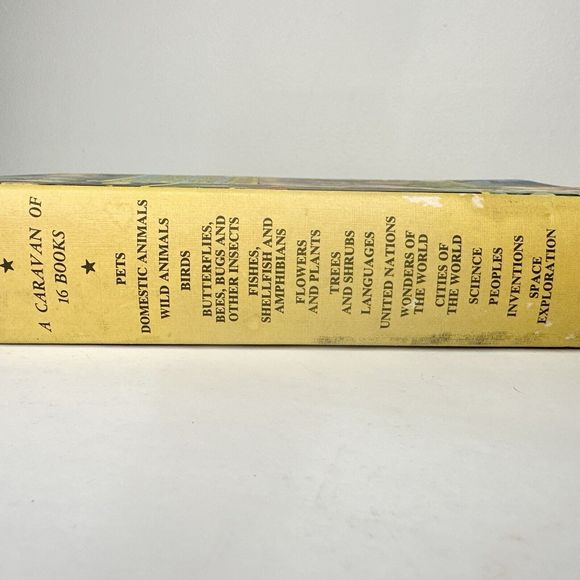 A CARAVAN OF
16 BOOKS
PETS
DOMESTIC ANIMALS
WILD ANIMALS
BIRDS
BUTTERFLIES,
BEES, BUGS AND
OTHER INSECTS
FISHES,
SHELLFISH AND
AMPHIBIANS
FLOWERS
AND PLANTS
TREES
AND SHRUBS
LANGUAGES
UNITED NATIONS
WONDERS OF
THE WORLD
CITIES OF
THE WORLD
SCIENCE
PEOPLES
INVENTIONS
SPACE
EXPLORATION